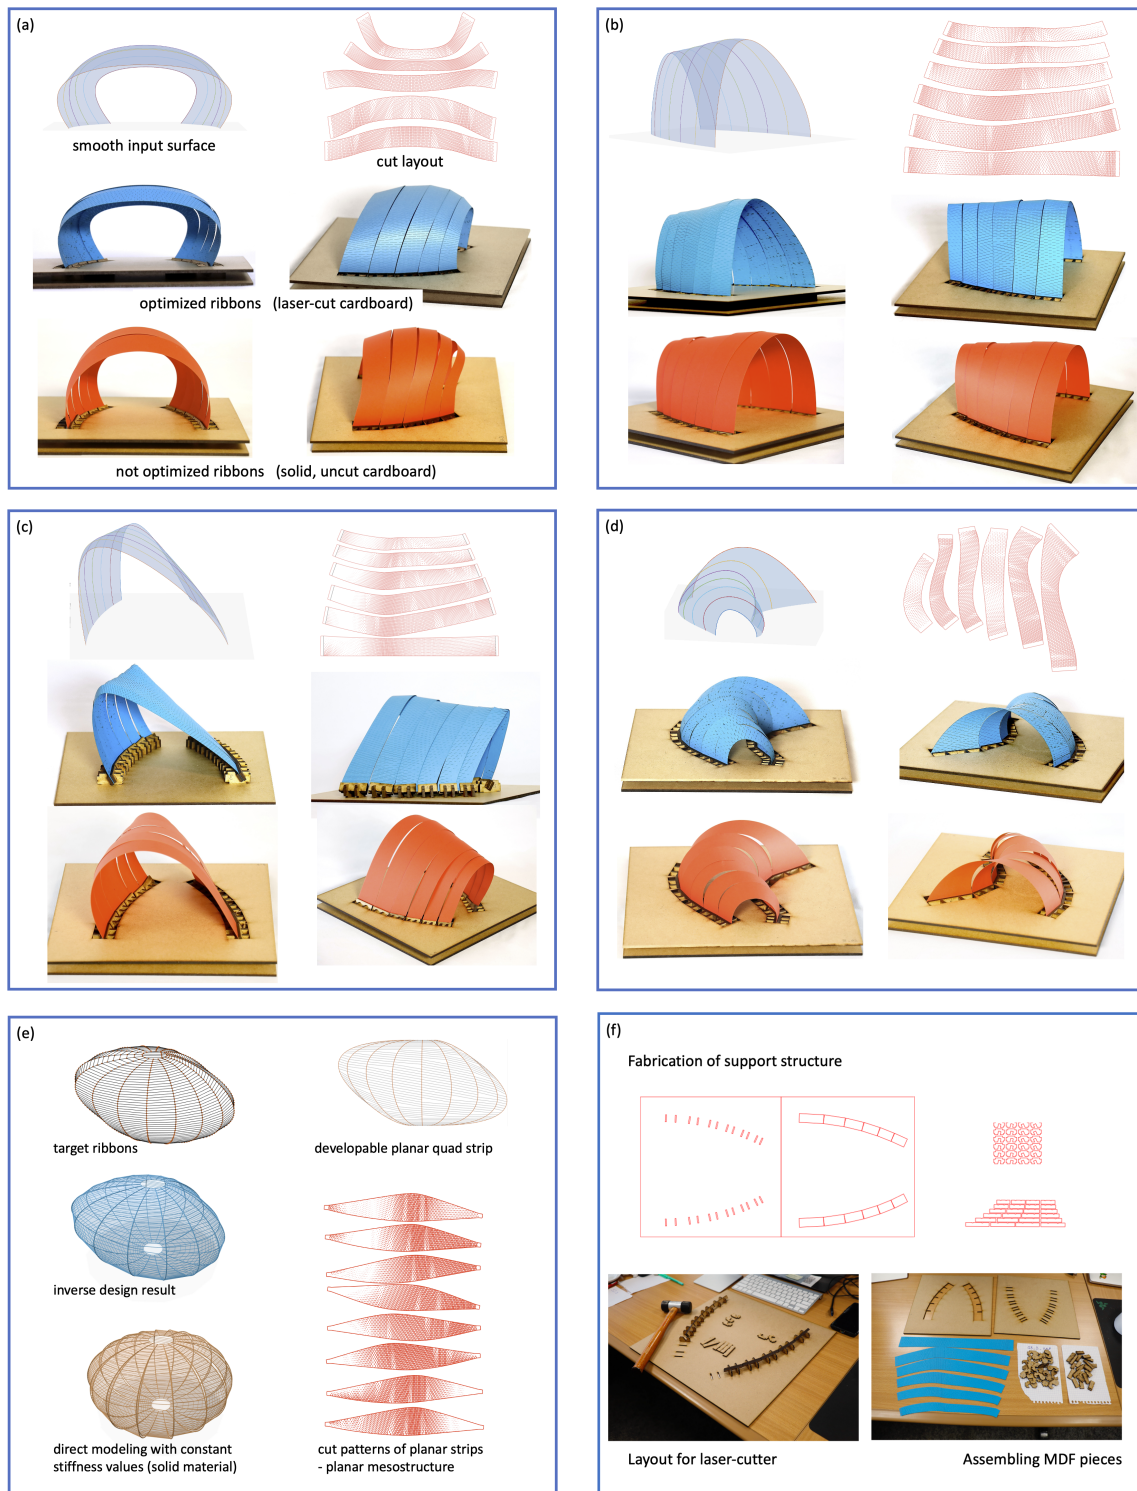 (a)
smooth input surface
cut layout
optimized ribbons (laser-cut cardboard)
not optimized ribbons (solid, uncut cardboard)
(b)
(c)
(d)
(e)
target ribbons
developable planar quad strip
inverse design result
direct modeling with constant
stiffness values (solid material)
cut patterns of planar strips
- planar mesostructure
(f)
Fabrication of support structure
Layout for laser-cutter
Assembling MDF pieces